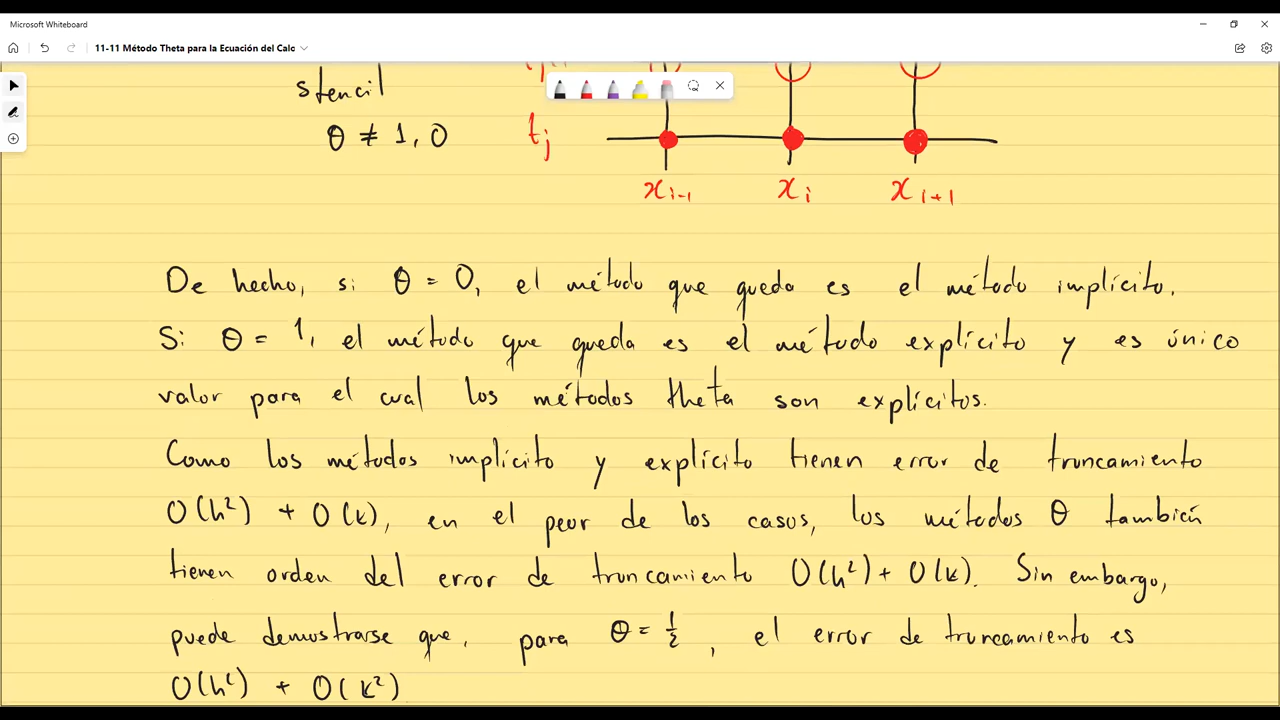 Microsoft Whiteboard
11-11 Método Theta para la Ecuación del Calc
stencil
θ ≠ 1, 0
t_j
x_{i-1} x_i x_{i+1}
De hecho, si θ = 0, el método que queda es el método implícito.
Si θ = 1, el método que queda es el método explícito y es único
valor para el cual los métodos theta son explícitos.
Como los métodos implícito y explícito tienen error de truncamiento
O(h²) + O(k), en el peor de los casos, los métodos θ también
tienen orden del error de truncamiento O(h²) + O(k). Sin embargo,
puede demostrarse que, para θ = 1/2, el error de truncamiento es
O(h²) + O(k²)